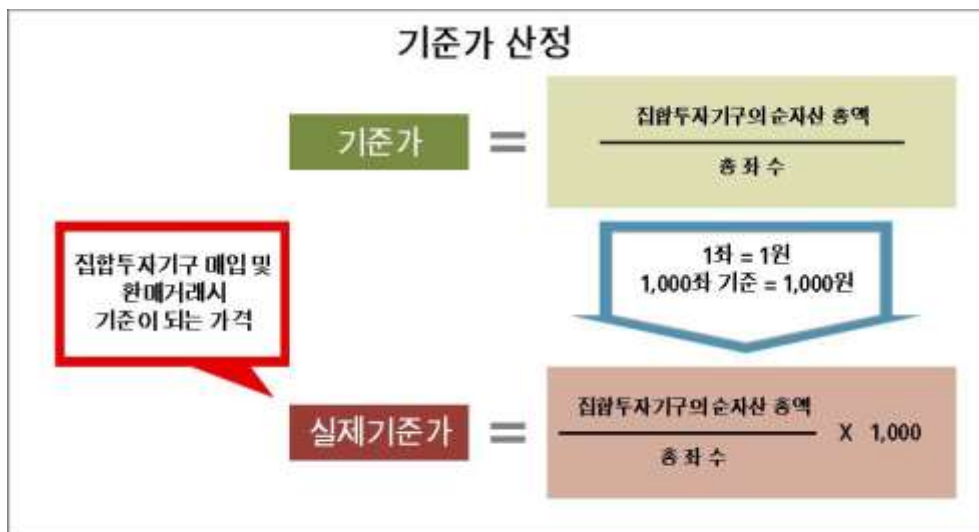 기준가 산정
기준가
=
집합투자기구의 순자산 총액
총 좌 수
집합투자기구 매입 및
환매거래시
기준이 되는 가격
1좌 = 1원
1,000좌 기준 = 1,000원
실제기준가
=
집합투자기구의 순자산 총액
총 좌 수
X 1,000